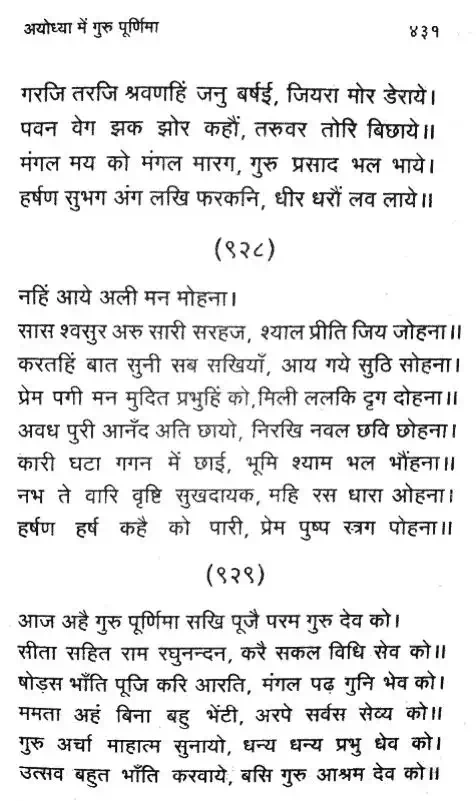 अयोध्या में गुरु पूर्णिमा ४३१
गरजि तरजि श्रवणहिं जनु बर्षई, जियरा मोर डेराये।
पवन वेग झक झोर कहौं, तरुवर तोरि बिछाये॥
मंगल मय को मंगल मारग, गुरु प्रसाद भल भाये।
हर्षण सुभग अंग लखि फरकनि, धीर धरौं लव लाये॥
(९२८)
नहिं आये अली मन मोहना।
सास श्वसुर अरु सारी सरहज, श्याल प्रीति जिय जोहना॥
करतहिं बात सुनी सब सखियाँ, आय गये सुठि सोहना।
प्रेम पगी मन मुदित प्रभुहिं को,मिली ललकि दृग दोहना॥
अवध पुरी आनँद अति छायो, निरखि नवल छवि छोहना।
कारी घटा गगन में छाई, भूमि श्याम भल भौंहना॥
नभ ते वारि वृष्टि सुखदायक, महि रस धारा ओहना।
हर्षण हर्ष कहै को पारी, प्रेम पुष्प स्त्रग पोहना॥
(९२९)
आज अहै गुरु पूर्णिमा सखि पूजै परम गुरु देव को।
सीता सहित राम रघुनन्दन, करै सकल विधि सेव को॥
षोड्स भाँति पूजि करि आरति, मंगल पढ़ गुनि भेव को।
ममता अहं बिना बहु भेंटी, अरपे सर्वस सेव्य को॥
गुरु अर्चा माहात्म सुनायो, धन्य धन्य प्रभु धेव को।
उत्सव बहुत भाँति करवाये, बसि गुरु आश्रम देव को॥